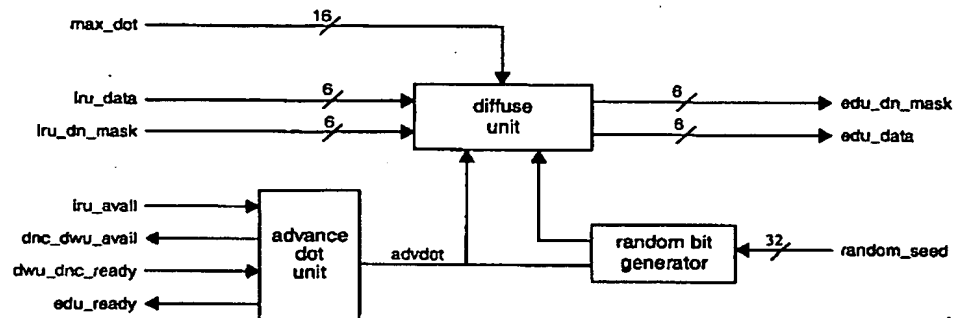 max_dot
16
lru_data
6
lru_dn_mask
6
diffuse
unit
6
edu_dn_mask
6
edu_data
lru_avail
dnc_dwu_avail
dwu_dnc_ready
edu_ready
advance
dot
unit
advdot
random bit
generator
32
random_seed